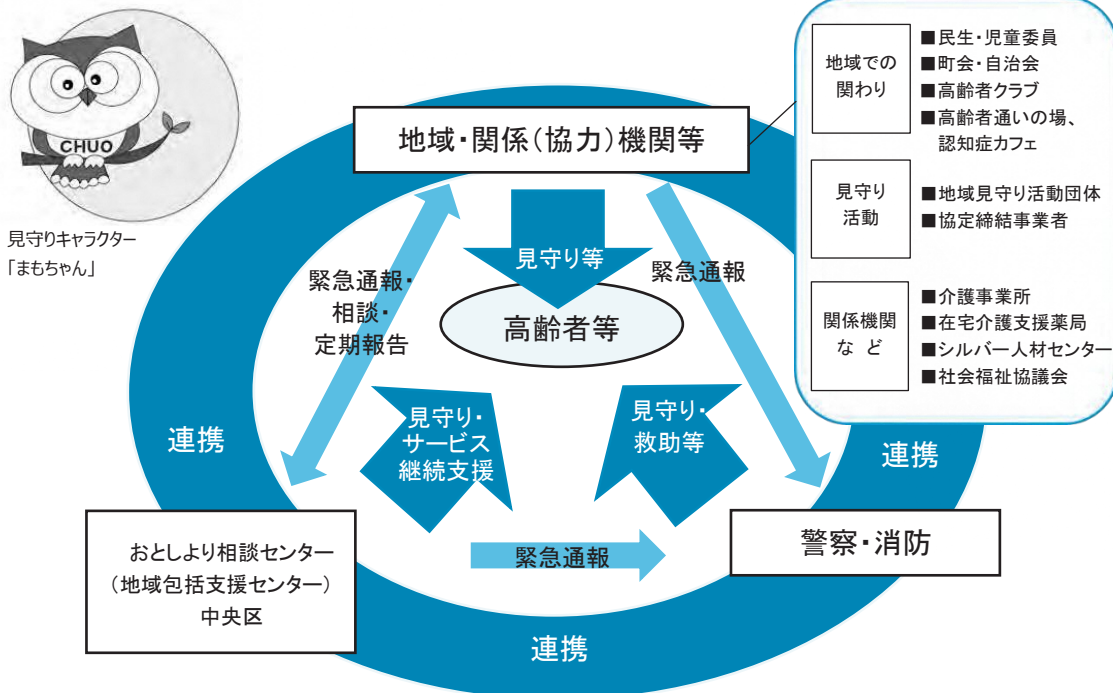 CHUO
見守りキャラクター
「まもちゃん」
地域・関係(協力)機関等
地域での
関わり
■民生・児童委員
■町会・自治会
■高齢者クラブ
■高齢者通いの場、
認知症カフェ
見守り
活動
■地域見守り活動団体
■協定締結事業者
関係機関
な ど
■介護事業所
■在宅介護支援薬局
■シルバー人材センター
■社会福祉協議会
緊急通報・
相談・
定期報告
見守り等
緊急通報
高齢者等
見守り・
サービス
継続支援
見守り・
救助等
連携
連携
おとしより相談センター
(地域包括支援センター)
中央区
緊急通報
警察・消防
連携